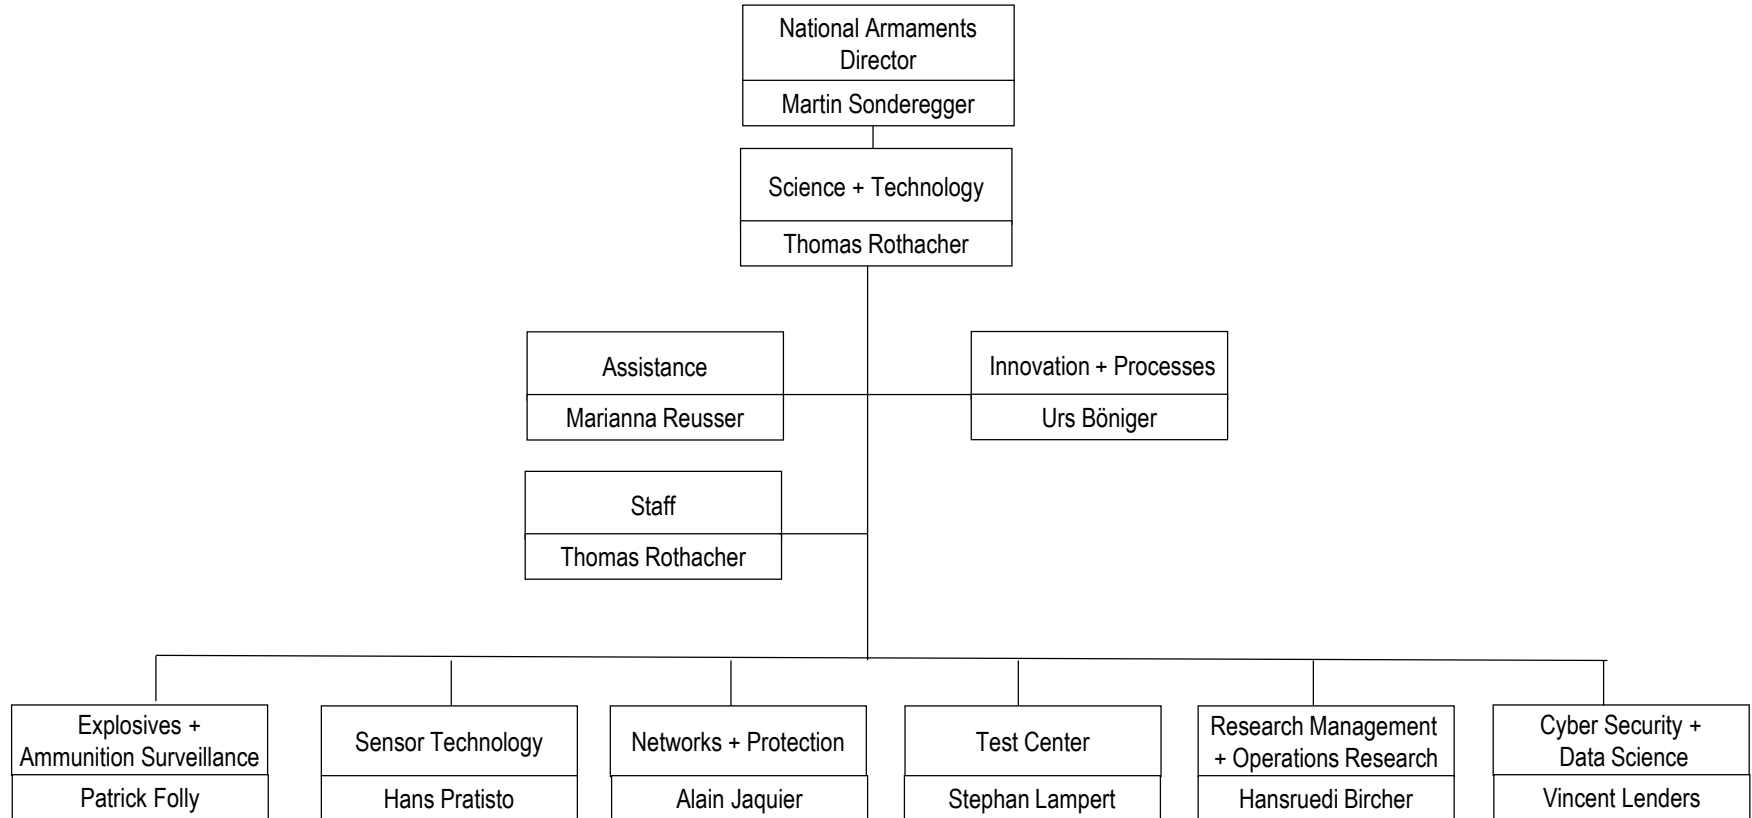 National Armaments
Director
Martin Sonderegger
Science + Technology
Thomas Rothacher
Assistance
Marianna Reusser
Innovation + Processes
Urs Böniger
Staff
Thomas Rothacher
Explosives +
Ammunition Surveillance
Patrick Folly
Sensor Technology
Hans Pratisto
Networks + Protection
Alain Jaquier
Test Center
Stephan Lampert
Research Management
+ Operations Research
Hansruedi Bircher
Cyber Security +
Data Science
Vincent Lenders